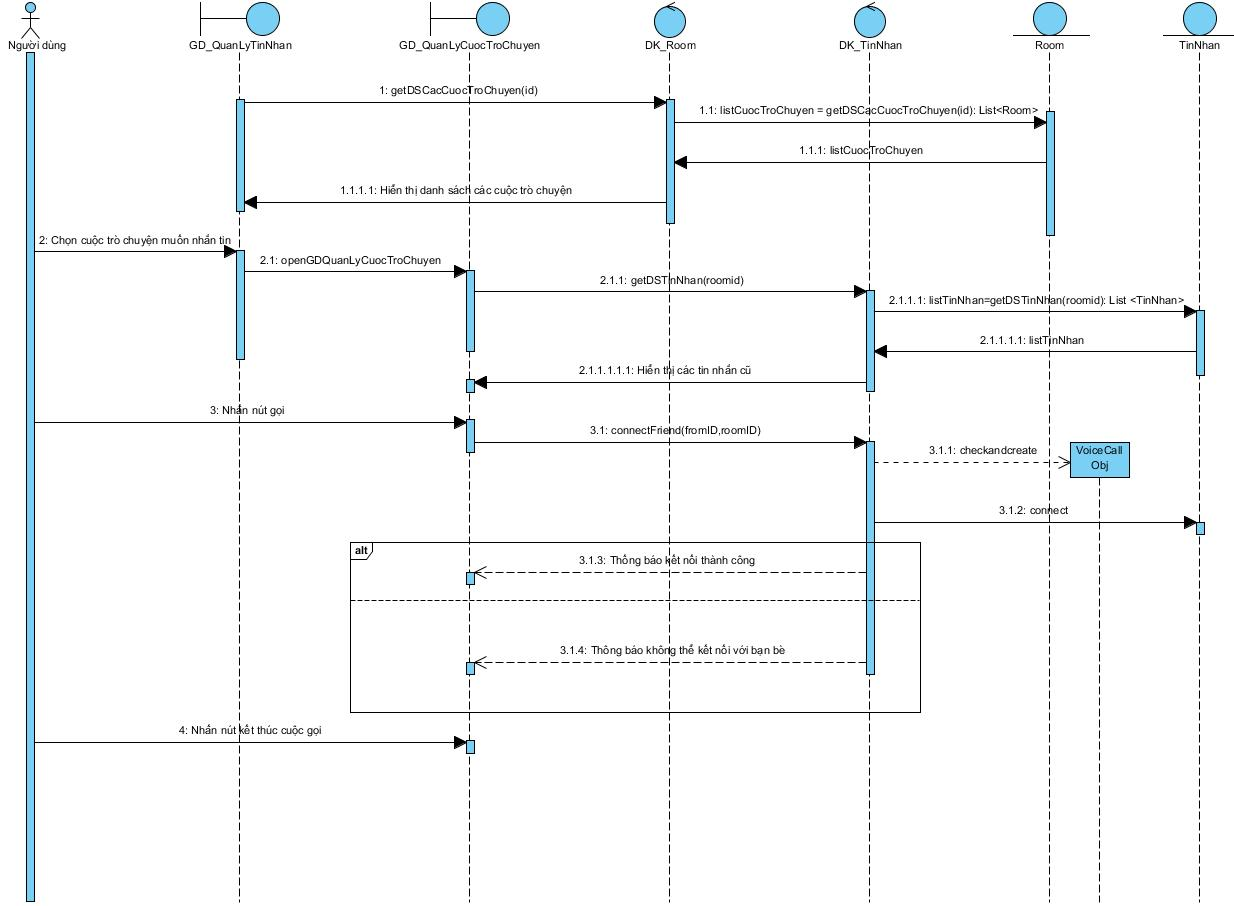 Người dùng
GD_QuanLyTinNhan
GD_QuanLyCuocTroChuyen
DK_Room
DK_TinNhan
Room
TinNhan
1: getDSCacCuocTroChuyen(id)
1.1: listCuocTroChuyen = getDSCacCuocTroChuyen(id): List<Room>
1.1.1: listCuocTroChuyen
1.1.1.1: Hiển thị danh sách các cuộc trò chuyện
2: Chọn cuộc trò chuyện muốn nhắn tin
2.1: openGDQuanLyCuocTroChuyen
2.1.1: getDSTinNhan(roomid)
2.1.1.1: listTinNhan=getDSTinNhan(roomid): List <TinNhan>
2.1.1.1.1: listTinNhan
2.1.1.1.1.1: Hiển thị các tin nhắn cũ
3: Nhấn nút gọi
3.1: connectFriend(fromID,roomID)
3.1.1: checkandcreate
VoiceCall
Obj
3.1.2: connect
alt
3.1.3: Thông báo kết nối thành công
3.1.4: Thông báo không thể kết nối với bạn bè
4: Nhấn nút kết thúc cuộc gọi